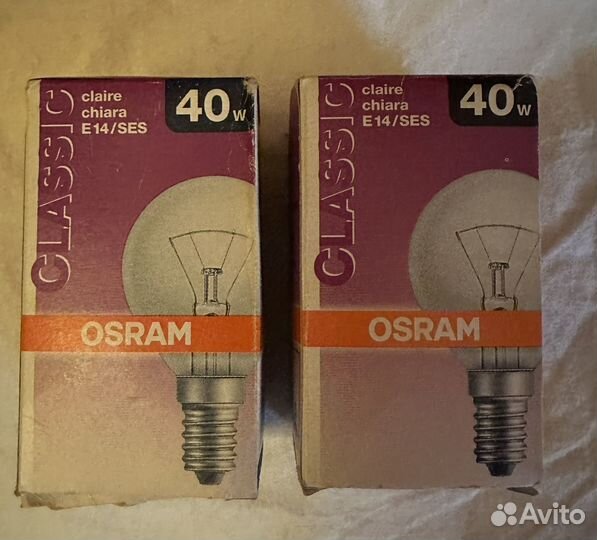 CLASSIC
claire
chiara
E14/SES
40w
OSRAM
CLASSIC
claire
chiara
E14/SES
40w
OSRAM
Avito